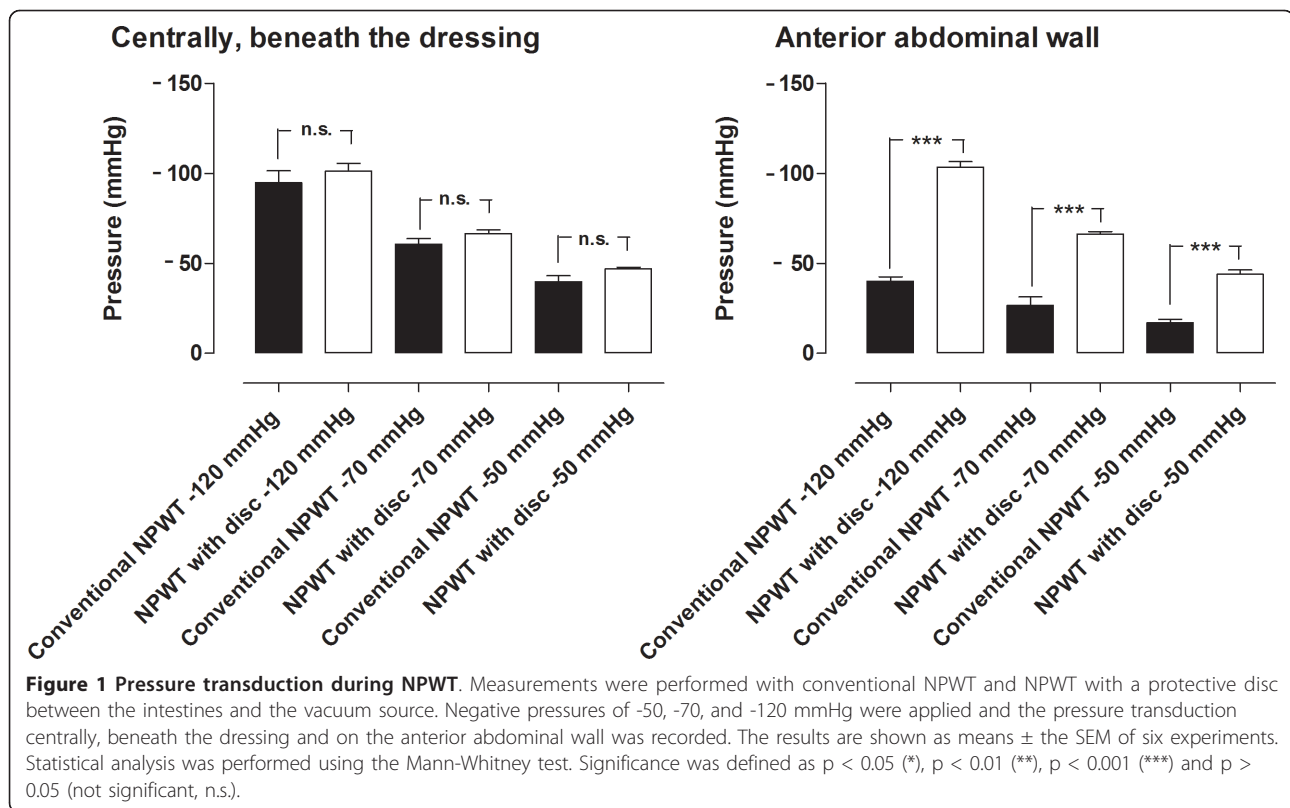 Centrally, beneath the dressing
Anterior abdominal wall
Pressure (mmHg)
- 150
- 100
- 50
0
n.s.
n.s.
n.s.
Conventional NPWT -120 mmHg
NPWT with disc -120 mmHg
Conventional NPWT -70 mmHg
NPWT with disc -70 mmHg
Conventional NPWT -50 mmHg
NPWT with disc -50 mmHg
Pressure (mmHg)
- 150
- 100
- 50
0
***
***
***
Conventional NPWT -120 mmHg
NPWT with disc -120 mmHg
Conventional NPWT -70 mmHg
NPWT with disc -70 mmHg
Conventional NPWT -50 mmHg
NPWT with disc -50 mmHg
Figure 1 Pressure transduction during NPWT. Measurements were performed with conventional NPWT and NPWT with a protective disc
between the intestines and the vacuum source. Negative pressures of -50, -70, and -120 mmHg were applied and the pressure transduction
centrally, beneath the dressing and on the anterior abdominal wall was recorded. The results are shown as means ± the SEM of six experiments.
Statistical analysis was performed using the Mann-Whitney test. Significance was defined as p < 0.05 (*), p < 0.01 (**), p < 0.001 (***) and p >
0.05 (not significant, n.s.).